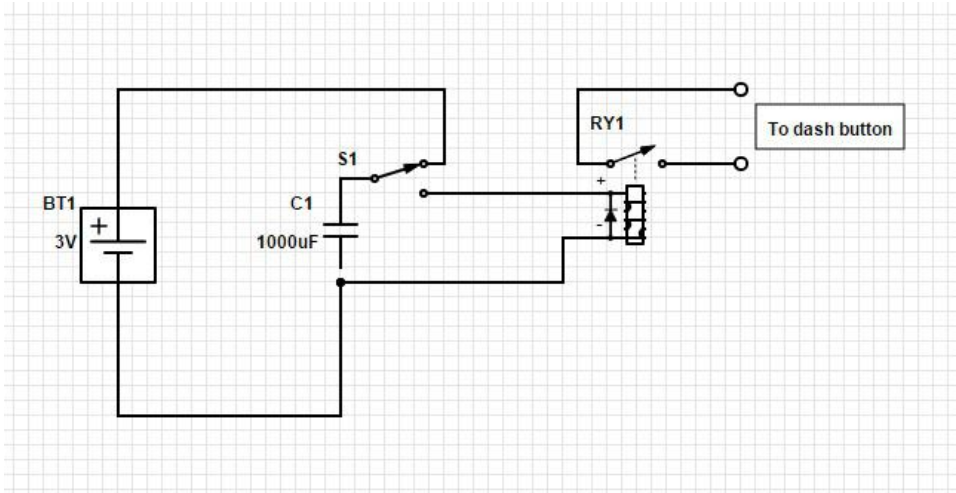 RY1
To dash button
S1
+
BT1
C1
+
3V
1000uF
-